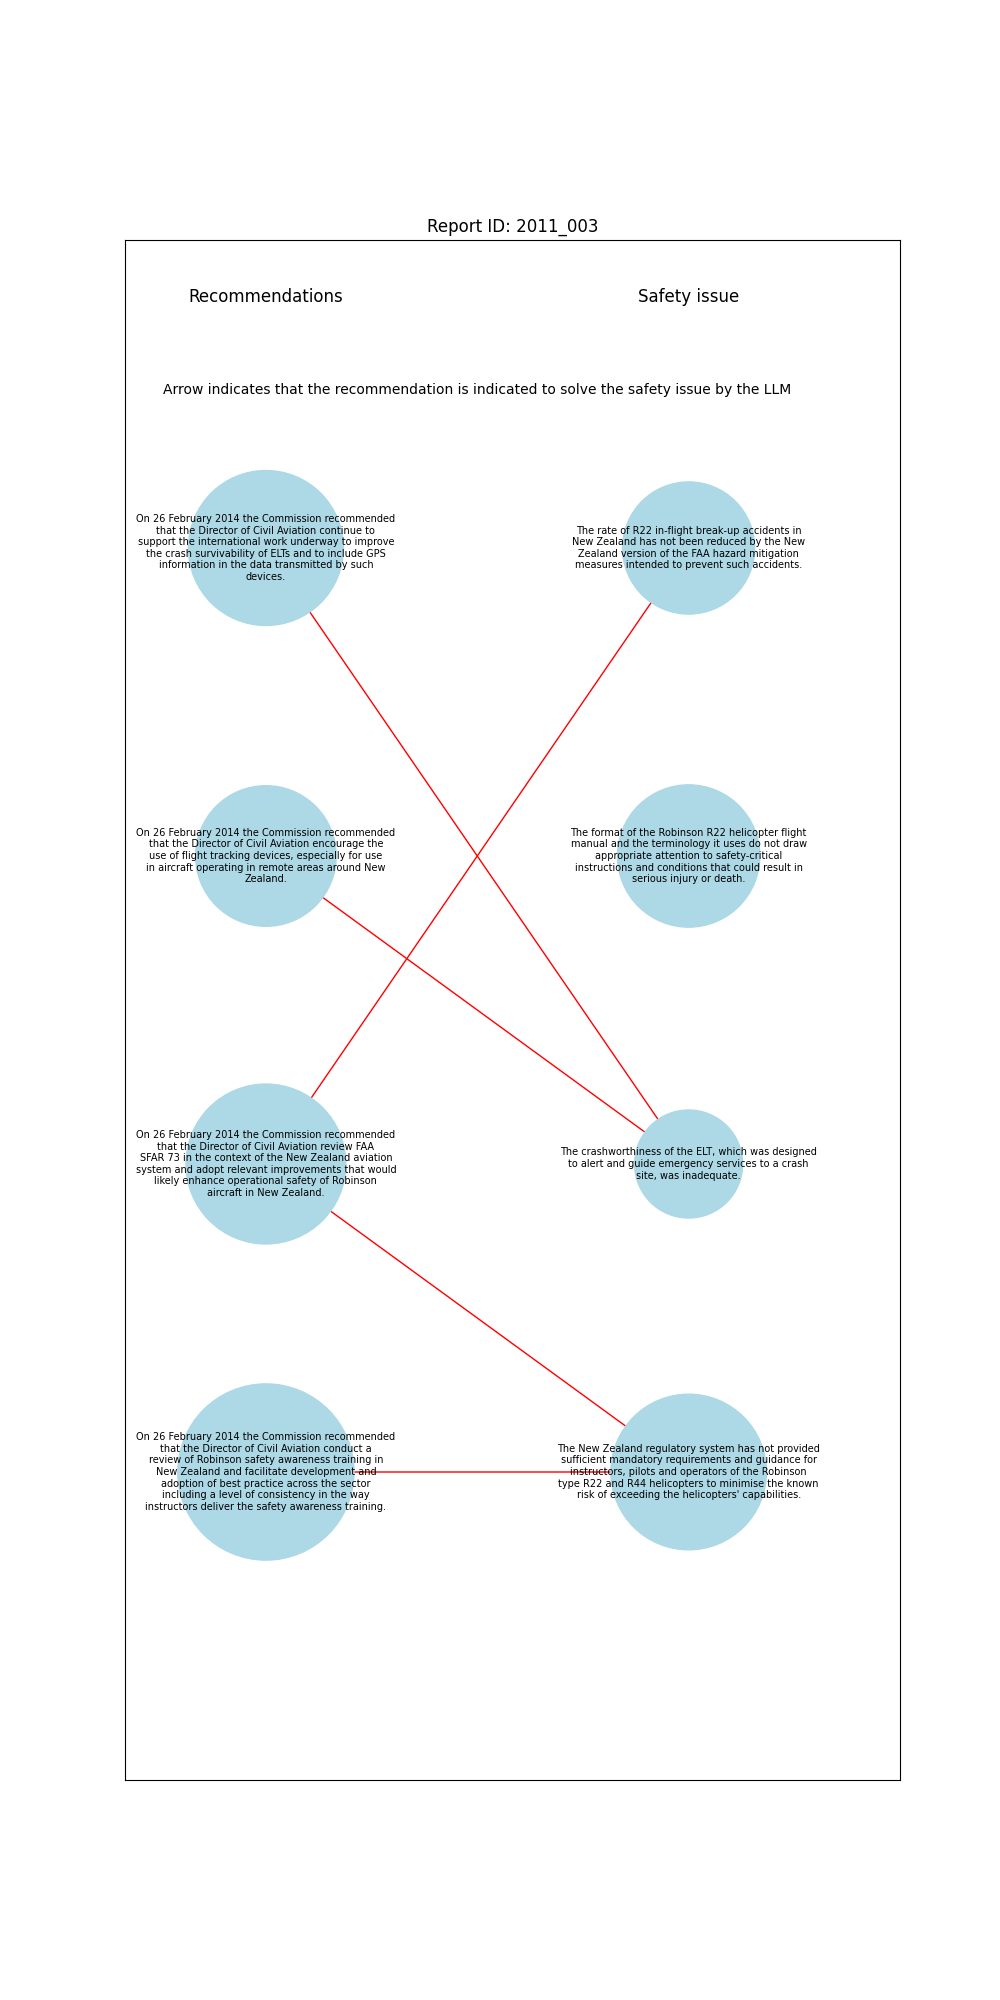 Report ID: 2011_003
Recommendations
Safety issue
Arrow indicates that the recommendation is indicated to solve the safety issue by the LLM
On 26 February 2014 the Commission recommended
that the Director of Civil Aviation continue to
support the international work underway to improve
the crash survivability of ELTs and to include GPS
information in the data transmitted by such
devices.
The rate of R22 in-flight break-up accidents in
New Zealand has not been reduced by the New
Zealand version of the FAA hazard mitigation
measures intended to prevent such accidents.
On 26 February 2014 the Commission recommended
that the Director of Civil Aviation encourage the
use of flight tracking devices, especially for use
in aircraft operating in remote areas around New
Zealand.
The format of the Robinson R22 helicopter flight
manual and the terminology it uses do not draw
appropriate attention to safety-critical
instructions and conditions that could result in
serious injury or death.
On 26 February 2014 the Commission recommended
that the Director of Civil Aviation review FAA
SFAR 73 in the context of the New Zealand aviation
system and adopt relevant improvements that would
likely enhance operational safety of Robinson
aircraft in New Zealand.
The crashworthiness of the ELT, which was designed
to alert and guide emergency services to a crash
site, was inadequate.
On 26 February 2014 the Commission recommended
that the Director of Civil Aviation conduct a
review of Robinson safety awareness training in
New Zealand and facilitate development and
adoption of best practice across the sector
including a level of consistency in the way
instructors deliver the safety awareness training.
The New Zealand regulatory system has not provided
sufficient mandatory requirements and guidance for
instructors, pilots and operators of the Robinson
type R22 and R44 helicopters to minimise the known
risk of exceeding the helicopters' capabilities.